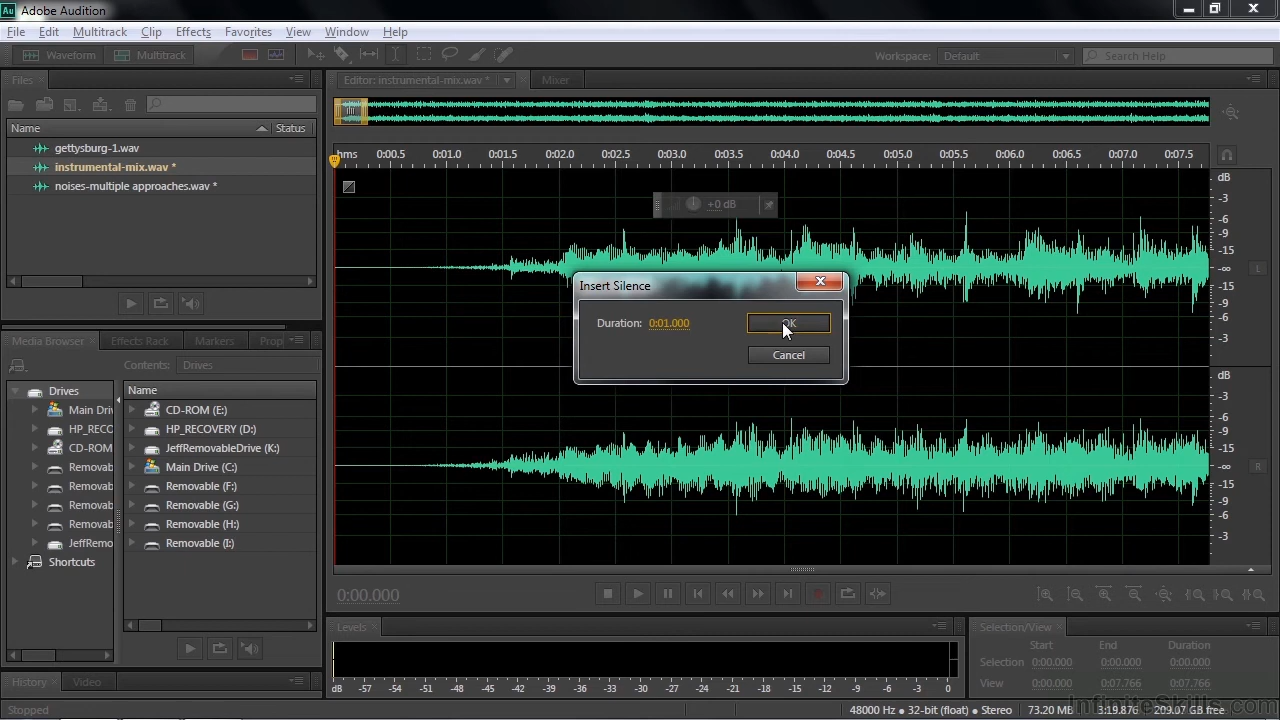 Au Adobe Audition
File Edit Multitrack Clip Effects Favorites View Window Help
Waveform Multitrack Workspace: Default Search Help
Files
Name Status
gettysburg-1.wav
instrumental-mix.wav *
noises-multiple approaches.wav *
Media Browser Effects Rack Markers Prop
Contents: Drives
Drives
Main Driv
HP_RECO
CD-ROM
Removab
Removab
Removab
Removab
JeffRemo
Shortcuts
Name
CD-ROM (E:)
HP_RECOVERY (D:)
JeffRemovableDrive (K:)
Main Drive (C:)
Removable (F:)
Removable (G:)
Removable (H:)
Removable (I:)
History Video
Stopped
Editor: instrumental-mix.wav * Mixer
hms 0:00.5 0:01.0 0:01.5 0:02.0 0:02.5 0:03.0 0:03.5 0:04.0 0:04.5 0:05.0 0:05.5 0:06.0 0:06.5 0:07.0 0:07.5
+0 dB
dB
-3
-6
-9
-15
-∞ L
-15
-9
-6
-3
dB
-3
-6
-9
-15
-∞ R
-15
-9
-6
-3
Insert Silence
Duration: 0:01.000 OK
Cancel
0:00.000
Levels
dB -57 -54 -51 -48 -45 -42 -39 -36 -33 -30 -27 -24 -21 -18 -15 -12 -9 -6 -3 0
Selection/View
Start End Duration
Selection 0:00.000 0:00.000 0:00.000
View 0:00.000 0:07.766 0:07.766
InfiniteSkills.com
48000 Hz ● 32-bit (float) ● Stereo 73.20 MB 3:19.876 209.07 GB free